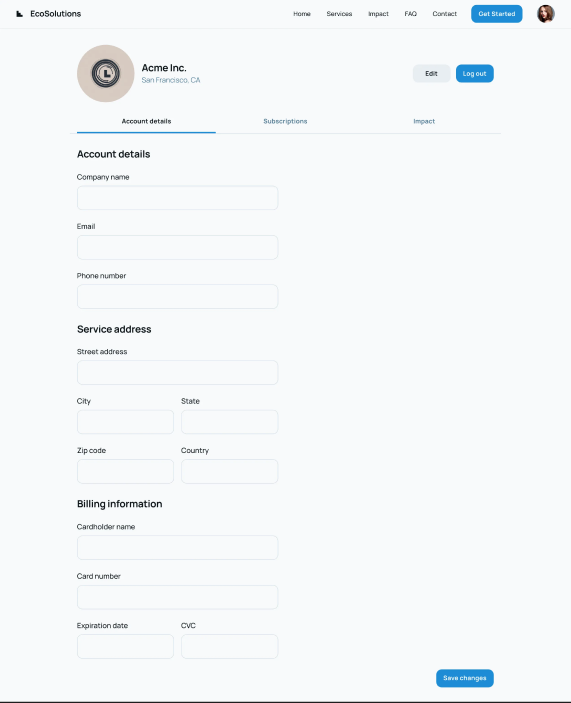 EcoSolutions
Home Services Impact FAQ Contact Get Started
Acme Inc.
San Francisco, CA
Edit Log out
Account details Subscriptions Impact
Account details
Company name
Email
Phone number
Service address
Street address
City State
Zip code Country
Billing information
Cardholder name
Card number
Expiration date CVC
Save changes